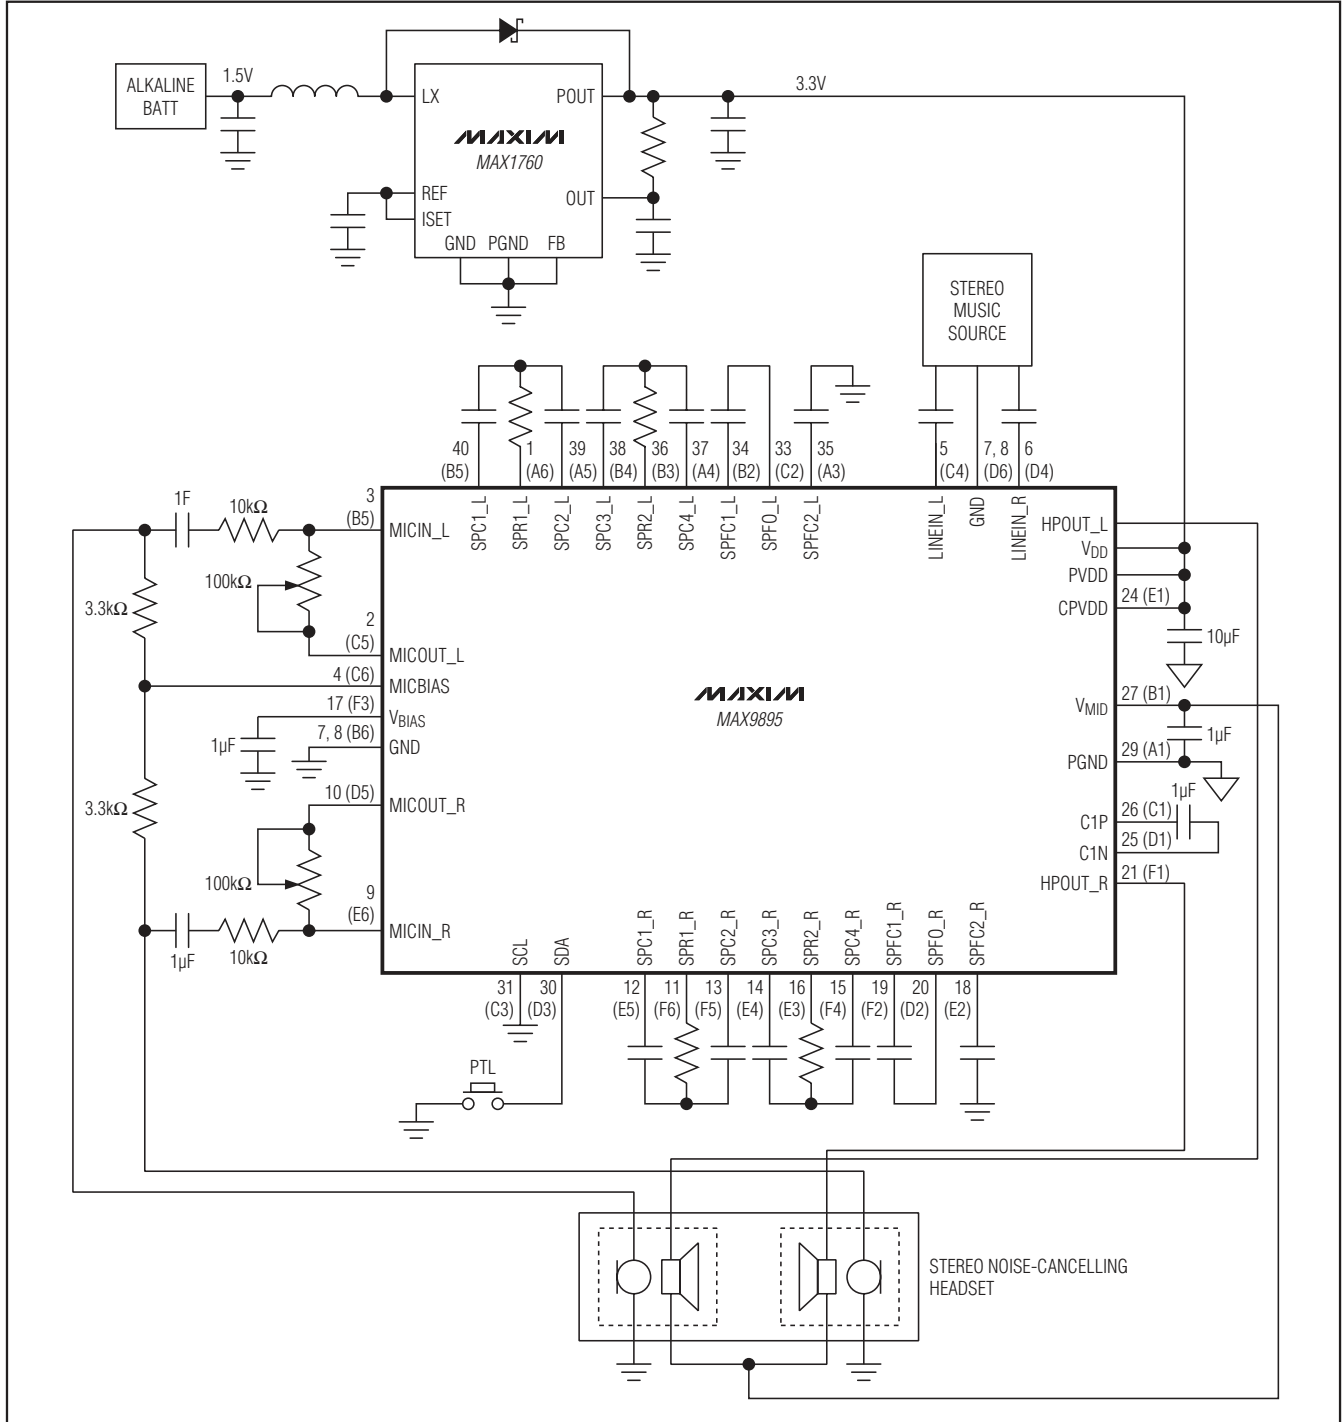 ALKALINE
BATT
1.5V
LX
POUT
3.3V
MAXIM
MAX1760
REF
ISET
OUT
GND PGND FB
STEREO
MUSIC
SOURCE
40
(B5)
1
(A6)
39
(A5)
38
(B4)
36
(B3)
37
(A4)
34
(B2)
33
(C2)
35
(A3)
5
(C4)
7, 8
(D6)
6
(D4)
SPC1_L
SPR1_L
SPC2_L
SPC3_L
SPR2_L
SPC4_L
SPFC1_L
SPFO_L
SPFC2_L
LINEIN_L
GND
LINEIN_R
1F
10kΩ
3
(B5)
MICIN_L
100kΩ
3.3kΩ
2
(C5)
MICOUT_L
4 (C6)
MICBIAS
17 (F3)
VBIAS
1µF
7, 8 (B6)
GND
10 (D5)
MICOUT_R
3.3kΩ
100kΩ
9
(E6)
MICIN_R
1µF
10kΩ
MAXIM
MAX9895
HPOUT_L
VDD
PVDD
CPVDD
24 (E1)
10µF
VMID
27 (B1)
1µF
PGND
29 (A1)
1µF
C1P
26 (C1)
C1N
25 (D1)
HPOUT_R
21 (F1)
SCL
SDA
SPC1_R
SPR1_R
SPC2_R
SPC3_R
SPR2_R
SPC4_R
SPFC1_R
SPFO_R
SPFC2_R
31
(C3)
30
(D3)
12
(E5)
11
(F6)
13
(F5)
14
(E4)
16
(E3)
15
(F4)
19
(F2)
20
(D2)
18
(E2)
PTL
STEREO NOISE-CANCELLING
HEADSET